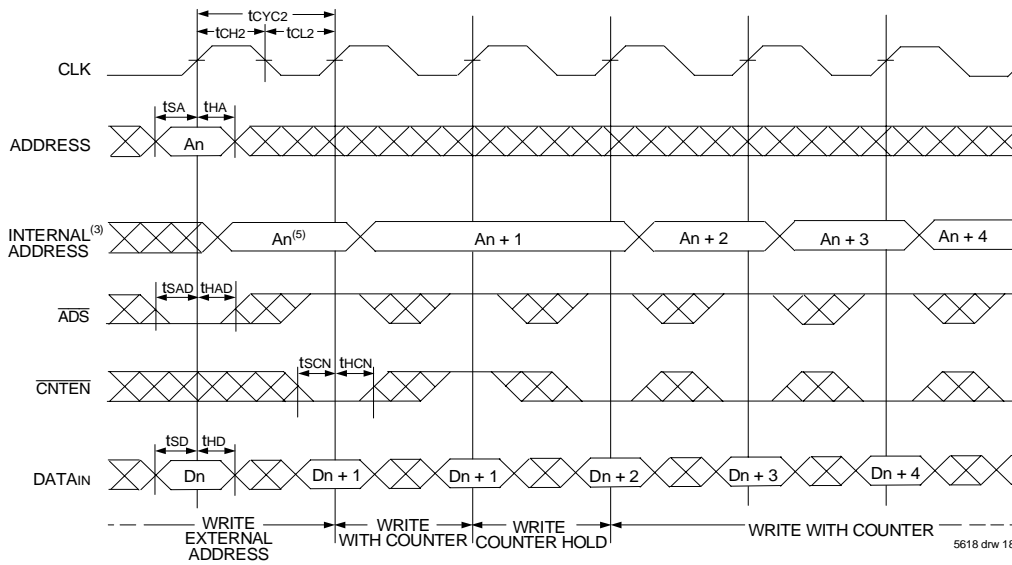 tCYC2
tCH2 tCL2
CLK
tSA tHA
ADDRESS An
INTERNAL(3) ADDRESS An(5) An + 1 An + 2 An + 3 An + 4
tSAD tHAD
ADS
tSCN tHCN
CNTEN
tSD tHD
DATAIN Dn Dn + 1 Dn + 1 Dn + 2 Dn + 3 Dn + 4
WRITE EXTERNAL ADDRESS
WRITE WITH COUNTER
WRITE COUNTER HOLD
WRITE WITH COUNTER
5618 drw 18